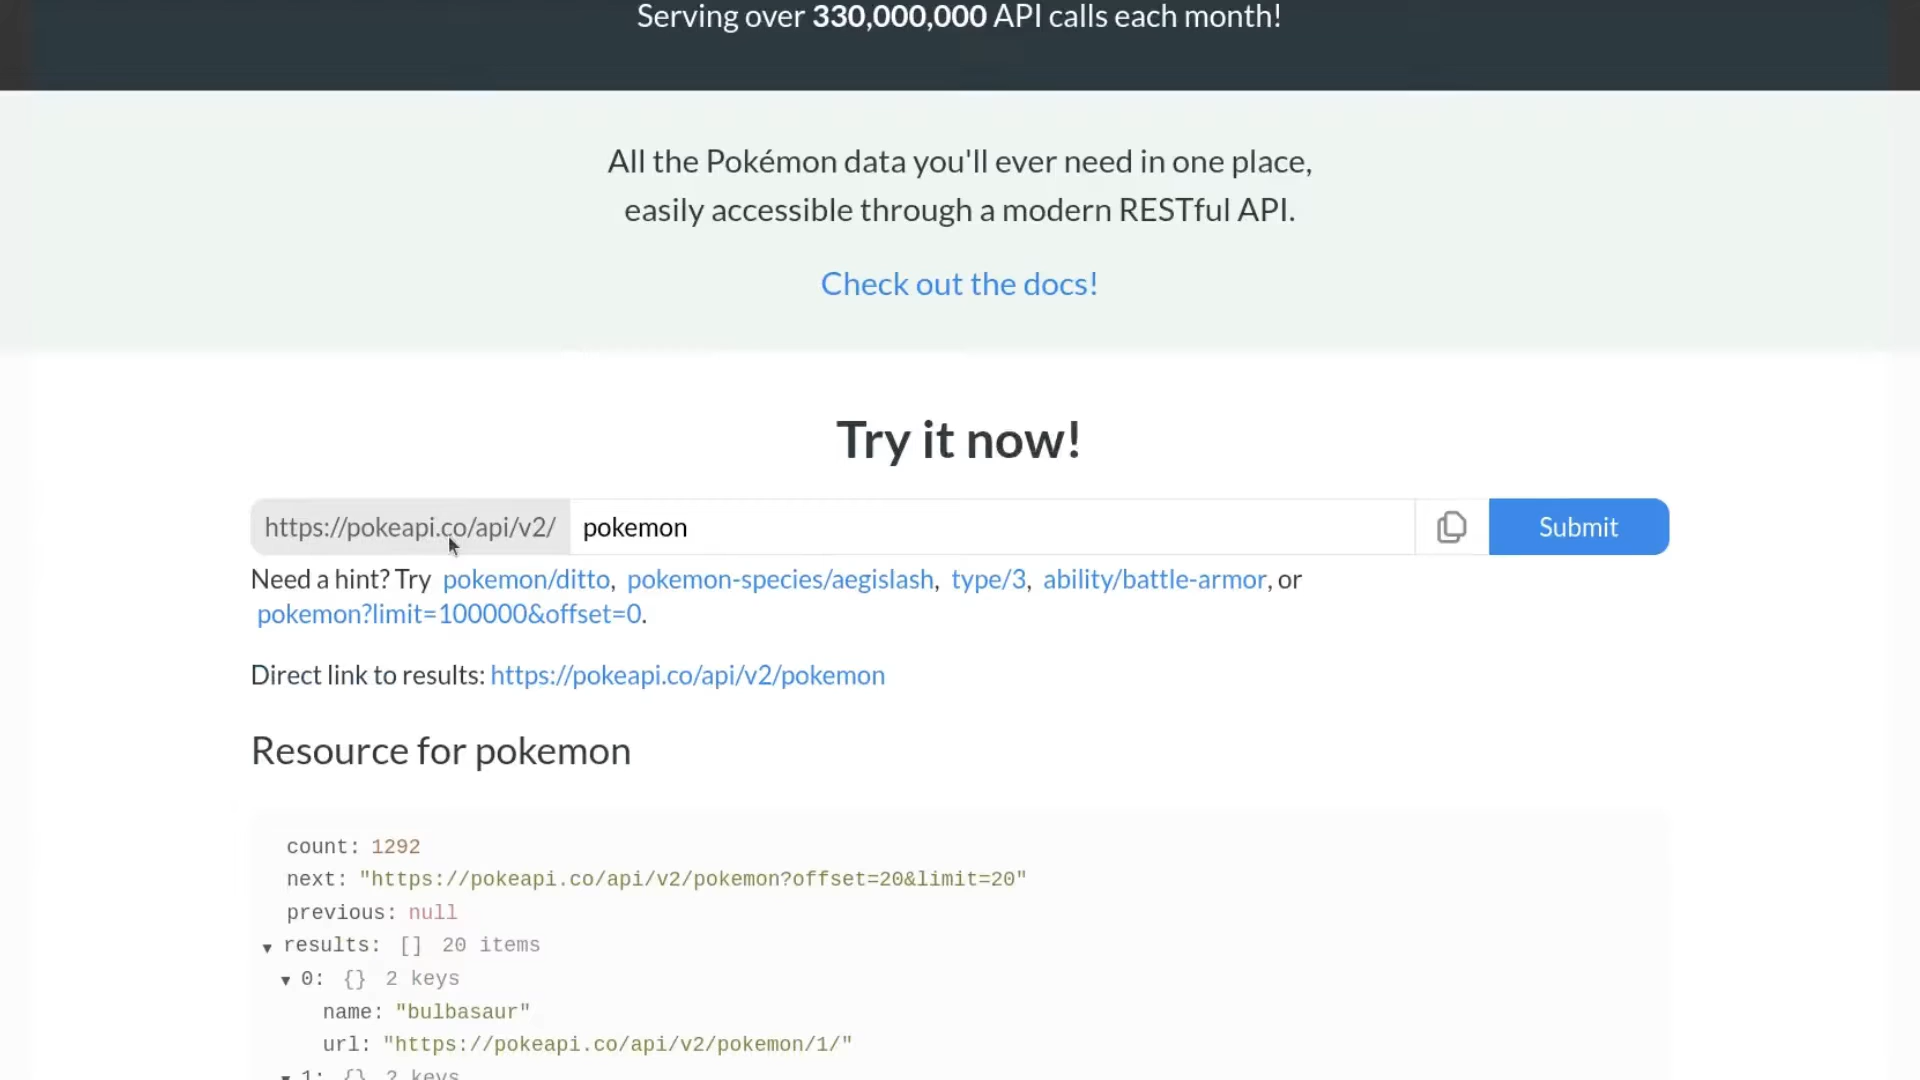 Serving over 330,000,000 API calls each month!
All the Pokémon data you'll ever need in one place,
easily accessible through a modern RESTful API.
Check out the docs!
Try it now!
https://pokeapi.co/api/v2/ pokemon Submit
Need a hint? Try pokemon/ditto, pokemon-species/aegislash, type/3, ability/battle-armor, or
pokemon?limit=100000&offset=0.
Direct link to results: https://pokeapi.co/api/v2/pokemon
Resource for pokemon
count: 1292
next: "https://pokeapi.co/api/v2/pokemon?offset=20&limit=20"
previous: null
▼ results: [] 20 items
▼ 0: {} 2 keys
name: "bulbasaur"
url: "https://pokeapi.co/api/v2/pokemon/1/"
▼ 1: {} 2 keys